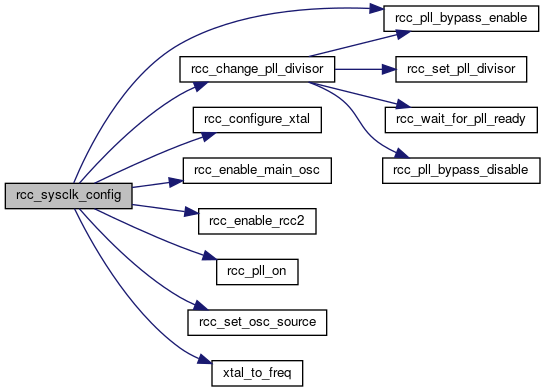 rcc_pll_bypass_enable
rcc_change_pll_divisor
rcc_set_pll_divisor
rcc_configure_xtal
rcc_wait_for_pll_ready
rcc_enable_main_osc
rcc_pll_bypass_disable
rcc_sysclk_config
rcc_enable_rcc2
rcc_pll_on
rcc_set_osc_source
xtal_to_freq